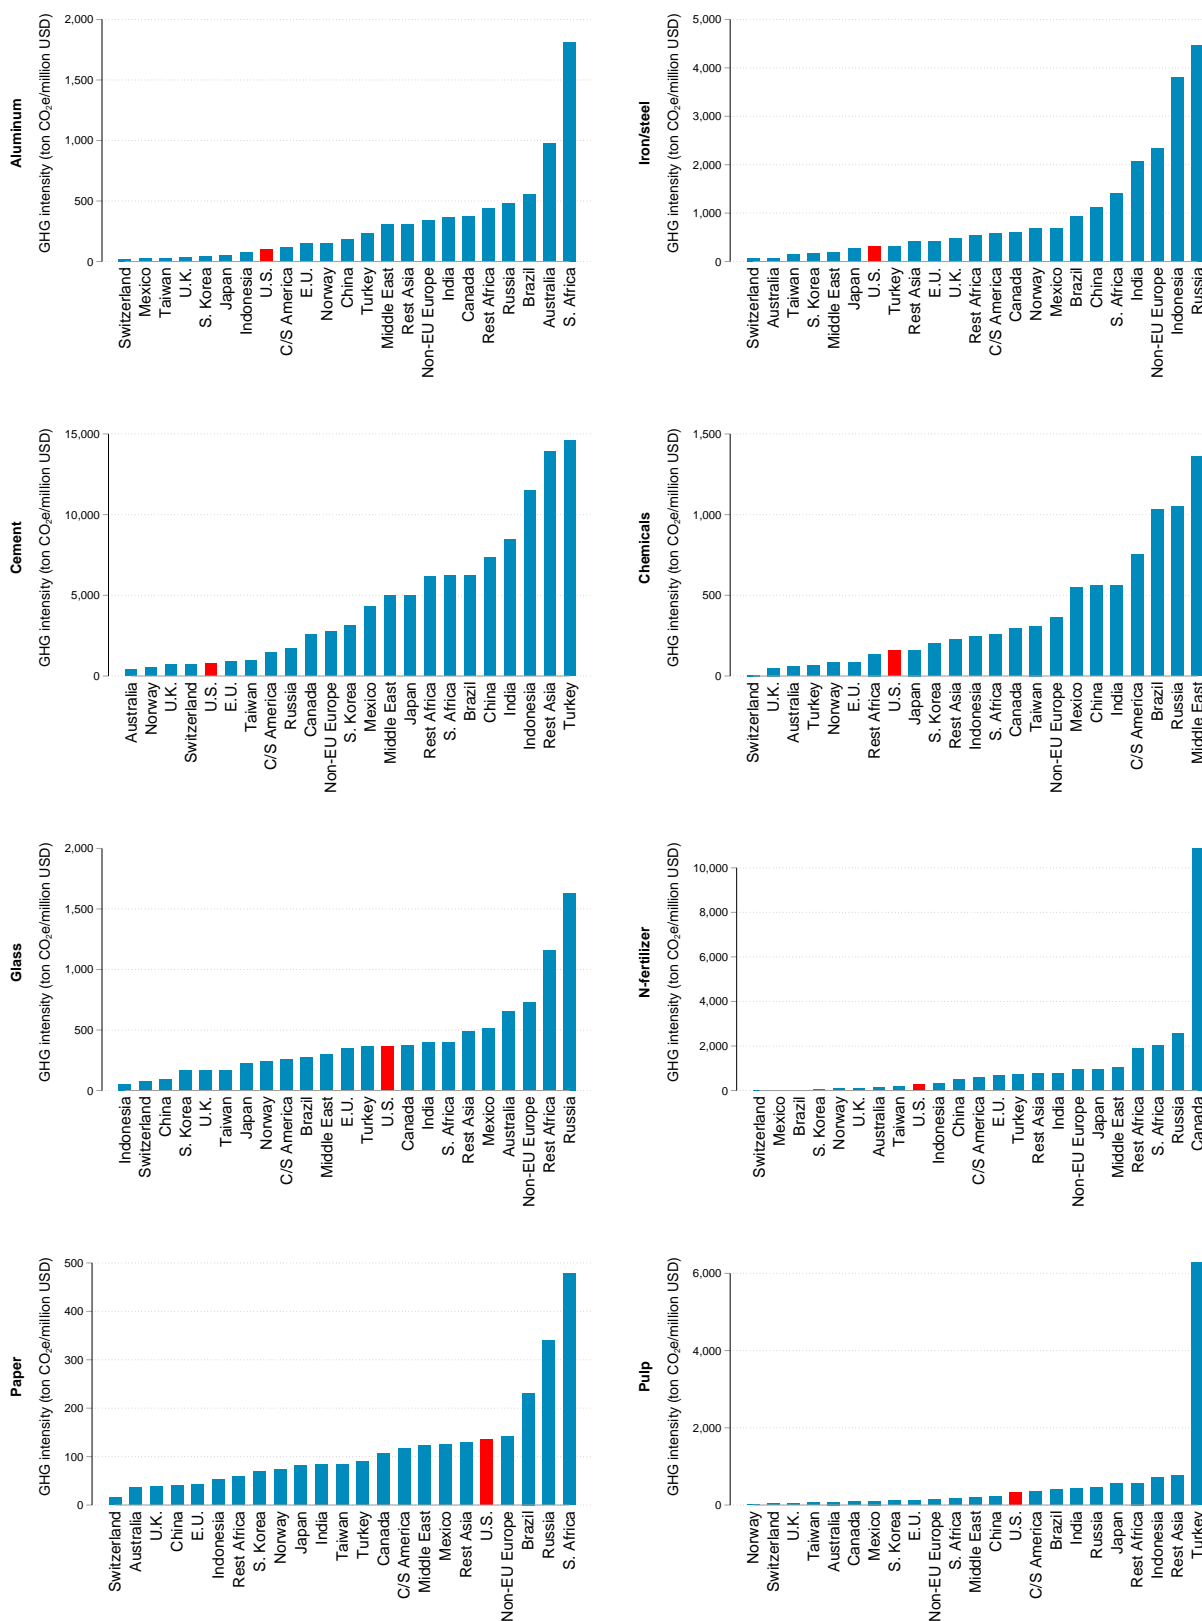 Aluminum
GHG intensity (ton CO₂e/million USD)
2,000
1,500
1,000
500
0
Switzerland
Mexico
Taiwan
U.K.
S. Korea
Japan
Indonesia
U.S.
C/S America
E.U.
Norway
China
Turkey
Middle East
Rest Asia
Non-EU Europe
India
Canada
Rest Africa
Russia
Brazil
Australia
S. Africa
Iron/steel
GHG intensity (ton CO₂e/million USD)
5,000
4,000
3,000
2,000
1,000
0
Switzerland
Australia
Taiwan
S. Korea
Middle East
Japan
U.S.
Turkey
Rest Asia
E.U.
U.K.
Rest Africa
C/S America
Canada
Norway
Mexico
Brazil
China
S. Africa
India
Non-EU Europe
Indonesia
Russia
Cement
GHG intensity (ton CO₂e/million USD)
15,000
10,000
5,000
0
Australia
Norway
U.K.
Switzerland
U.S.
E.U.
Taiwan
C/S America
Russia
Canada
Non-EU Europe
S. Korea
Mexico
Middle East
Japan
Rest Africa
S. Africa
Brazil
China
India
Indonesia
Rest Asia
Turkey
Chemicals
GHG intensity (ton CO₂e/million USD)
1,500
1,000
500
0
Switzerland
U.K.
Australia
Turkey
Norway
E.U.
Rest Africa
U.S.
Japan
S. Korea
Rest Asia
Indonesia
S. Africa
Canada
Taiwan
Non-EU Europe
Mexico
China
India
C/S America
Brazil
Russia
Middle East
Glass
GHG intensity (ton CO₂e/million USD)
2,000
1,500
1,000
500
0
Indonesia
Switzerland
China
S. Korea
U.K.
Taiwan
Japan
Norway
C/S America
Brazil
Middle East
E.U.
Turkey
U.S.
Canada
India
S. Africa
Rest Asia
Mexico
Australia
Non-EU Europe
Rest Africa
Russia
N-fertilizer
GHG intensity (ton CO₂e/million USD)
10,000
8,000
6,000
4,000
2,000
0
Switzerland
Mexico
Brazil
S. Korea
Norway
U.K.
Australia
Taiwan
U.S.
Indonesia
China
C/S America
E.U.
Turkey
Rest Asia
India
Non-EU Europe
Japan
Middle East
Rest Africa
S. Africa
Russia
Canada
Paper
GHG intensity (ton CO₂e/million USD)
500
400
300
200
100
0
Switzerland
Australia
U.K.
China
E.U.
Indonesia
Rest Africa
S. Korea
Norway
Japan
India
Taiwan
Turkey
Canada
C/S America
Middle East
Mexico
Rest Asia
U.S.
Non-EU Europe
Brazil
Russia
S. Africa
Pulp
GHG intensity (ton CO₂e/million USD)
6,000
4,000
2,000
0
Norway
Switzerland
U.K.
Taiwan
Australia
Canada
Mexico
S. Korea
E.U.
Non-EU Europe
S. Africa
Middle East
China
U.S.
C/S America
Brazil
India
Russia
Japan
Rest Africa
Indonesia
Rest Asia
Turkey